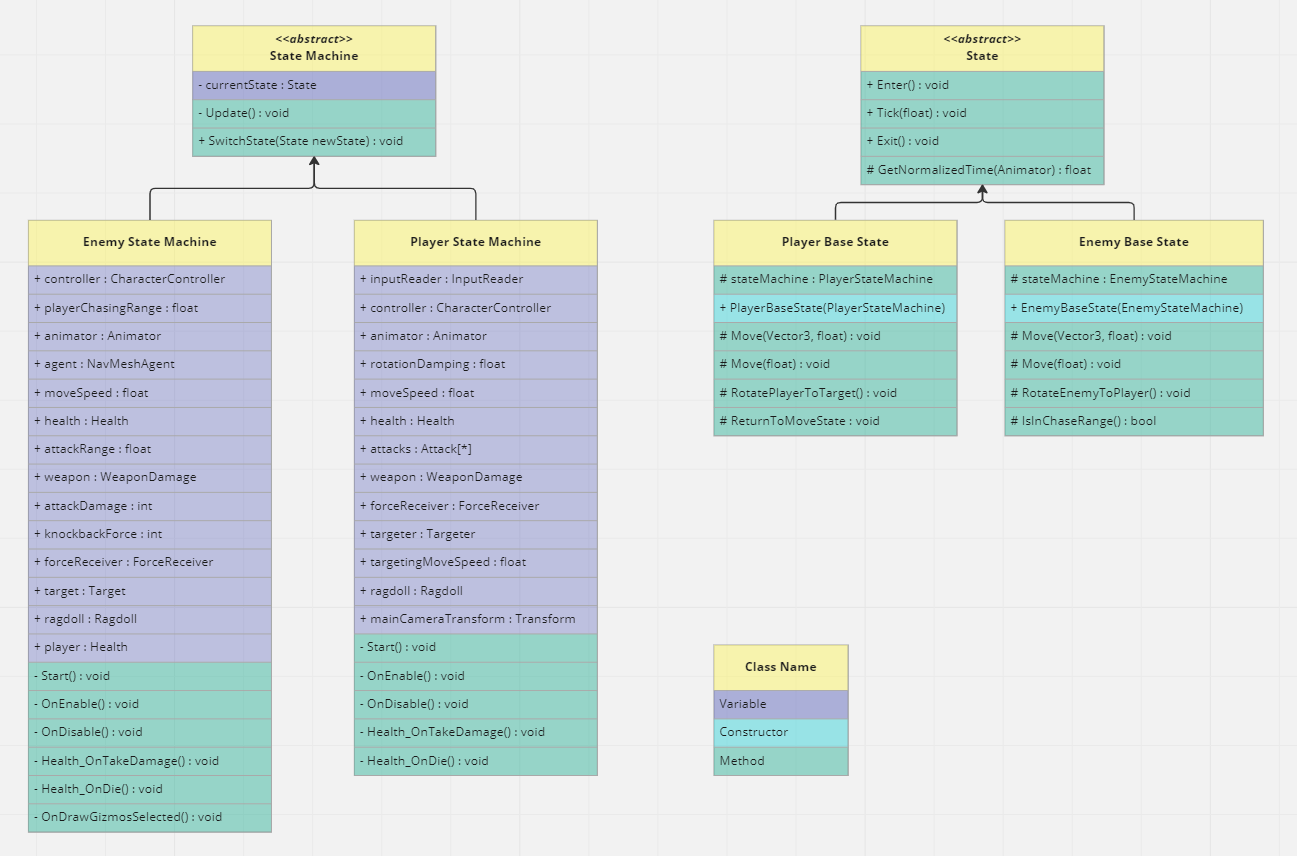 <<abstract>>
State Machine
- currentState : State
- Update() : void
+ SwitchState(State newState) : void
<<abstract>>
State
+ Enter() : void
+ Tick(float) : void
+ Exit() : void
# GetNormalizedTime(Animator) : float
Enemy State Machine
+ controller : CharacterController
+ playerChasingRange : float
+ animator : Animator
+ agent : NavMeshAgent
+ moveSpeed : float
+ health : Health
+ attackRange : float
+ weapon : WeaponDamage
+ attackDamage : int
+ knockbackForce : int
+ forceReceiver : ForceReceiver
+ target : Target
+ ragdoll : Ragdoll
+ player : Health
- Start() : void
- OnEnable() : void
- OnDisable() : void
- Health_OnTakeDamage() : void
- Health_OnDie() : void
- OnDrawGizmosSelected() : void
Player State Machine
+ inputReader : InputReader
+ controller : CharacterController
+ animator : Animator
+ rotationDamping : float
+ moveSpeed : float
+ health : Health
+ attacks : Attack[*]
+ weapon : WeaponDamage
+ forceReceiver : ForceReceiver
+ targeter : Targeter
+ targetingMoveSpeed : float
+ ragdoll : Ragdoll
+ mainCameraTransform : Transform
- Start() : void
- OnEnable() : void
- OnDisable() : void
- Health_OnTakeDamage() : void
- Health_OnDie() : void
Player Base State
# stateMachine : PlayerStateMachine
+ PlayerBaseState(PlayerStateMachine)
# Move(Vector3, float) : void
# Move(float) : void
# RotatePlayerToTarget() : void
# ReturnToMoveState : void
Enemy Base State
# stateMachine : EnemyStateMachine
+ EnemyBaseState(EnemyStateMachine)
# Move(Vector3, float) : void
# Move(float) : void
# RotateEnemyToPlayer() : void
# IsInChaseRange() : bool
Class Name
Variable
Constructor
Method